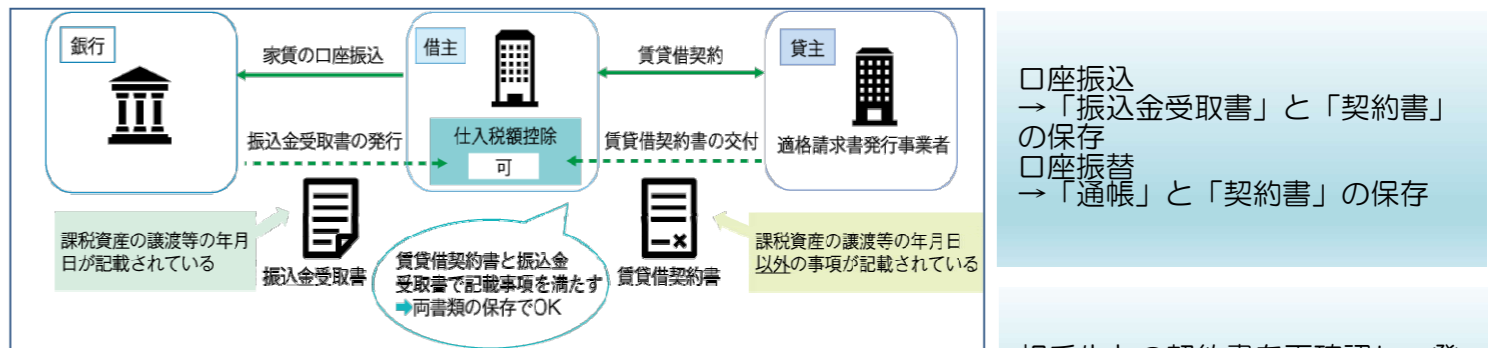 銀行
家賃の口座振込
借主
賃貸借契約
貸主
振込金受取書の発行
仕入税額控除
可
賃貸借契約書の交付
適格請求書発行事業者
課税資産の譲渡等の年月
日が記載されている
振込金受取書
賃貸借契約書と振込金
受取書で記載事項を満たす
➡両書類の保存でOK
賃貸借契約書
課税資産の譲渡等の年月日
以外の事項が記載されている
口座振込
→「振込金受取書」と「契約書」
の保存
口座振替
→「通帳」と「契約書」の保存